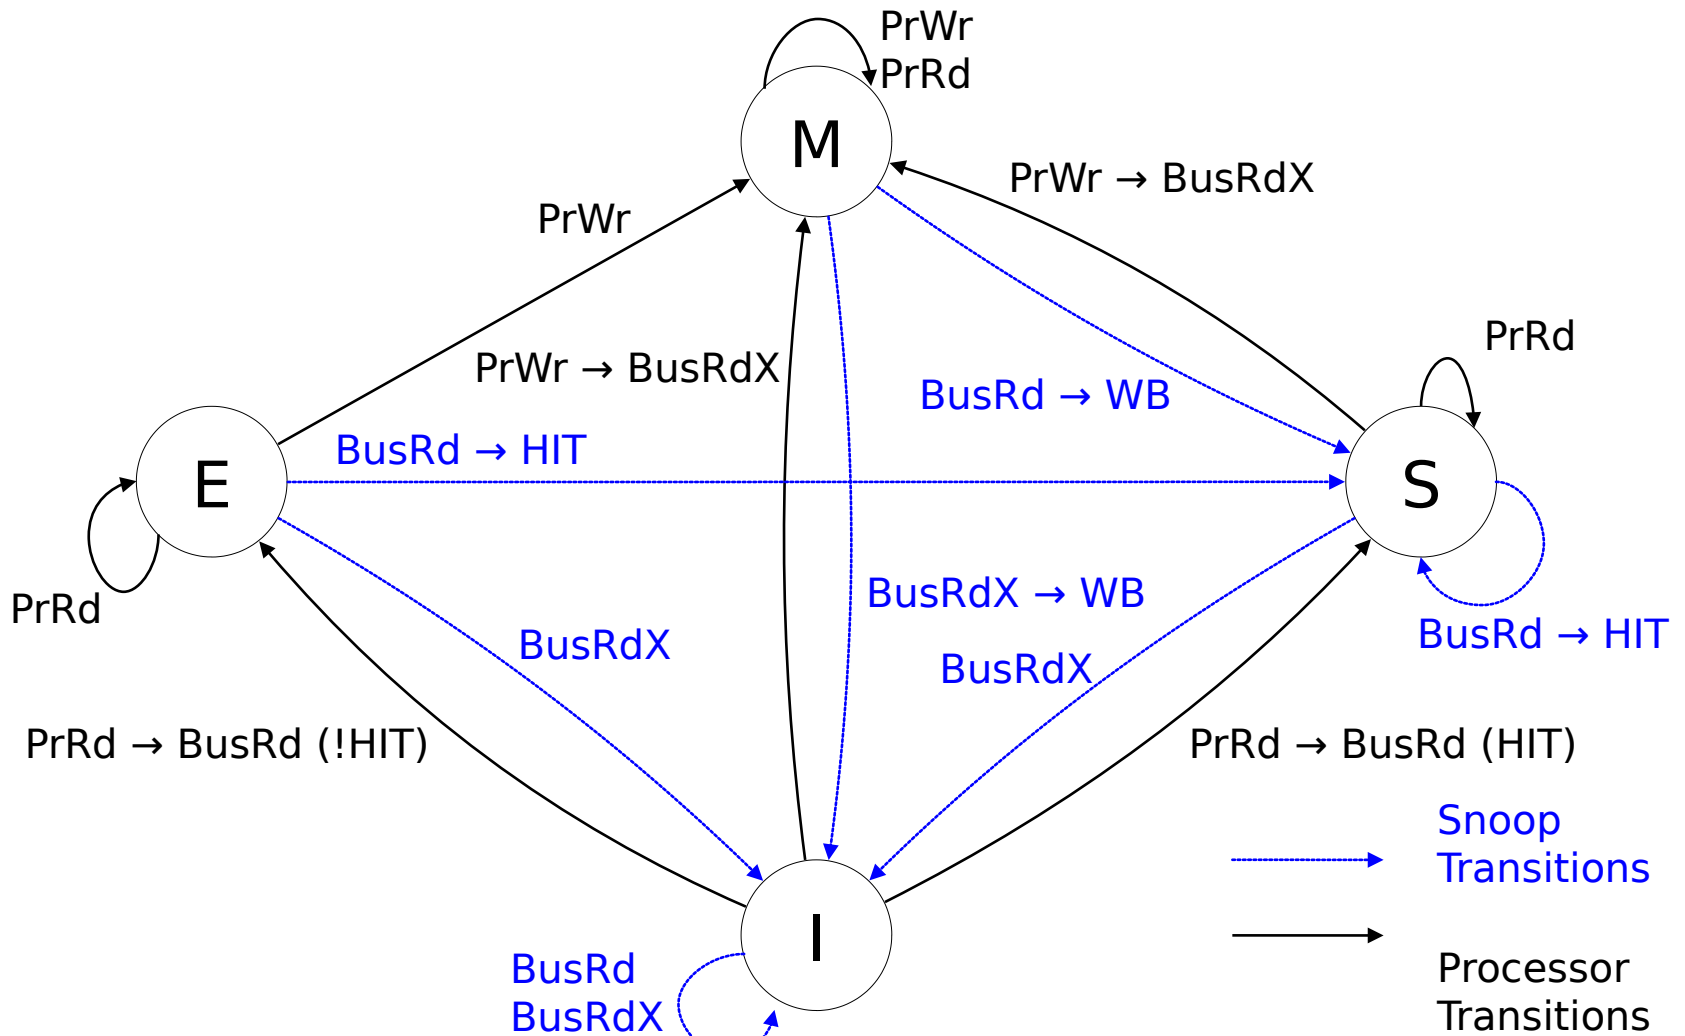 PrWr
PrRd
M
PrWr → BusRdX
PrWr
PrRd
PrWr → BusRdX
BusRd → WB
BusRd → HIT
E
S
PrRd
BusRdX → WB
BusRdX
BusRdX
BusRd → HIT
PrRd → BusRd (!HIT)
PrRd → BusRd (HIT)
Snoop
Transitions
I
BusRd
BusRdX
Processor
Transitions